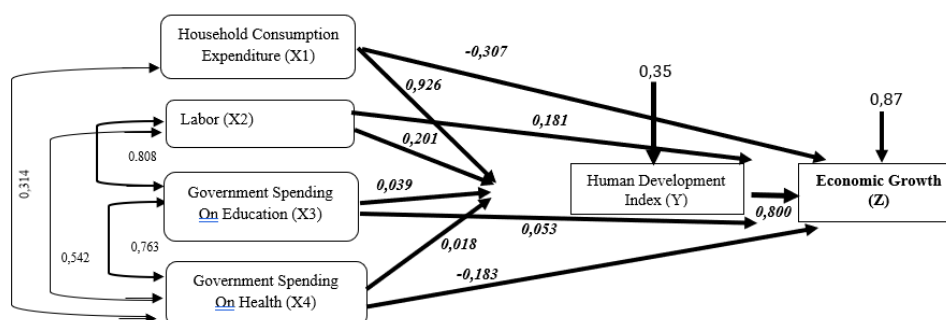 Household Consumption
Expenditure (X1)
-0,307
0,35
0,926
0,87
Labor (X2)
0,181
0,201
0.808
0,314
Government Spending
On Education (X3)
0,039
Human Development
Index (Y)
0,800
Economic Growth
(Z)
0,053
0,763
0,542
0,018
Government Spending
On Health (X4)
-0,183